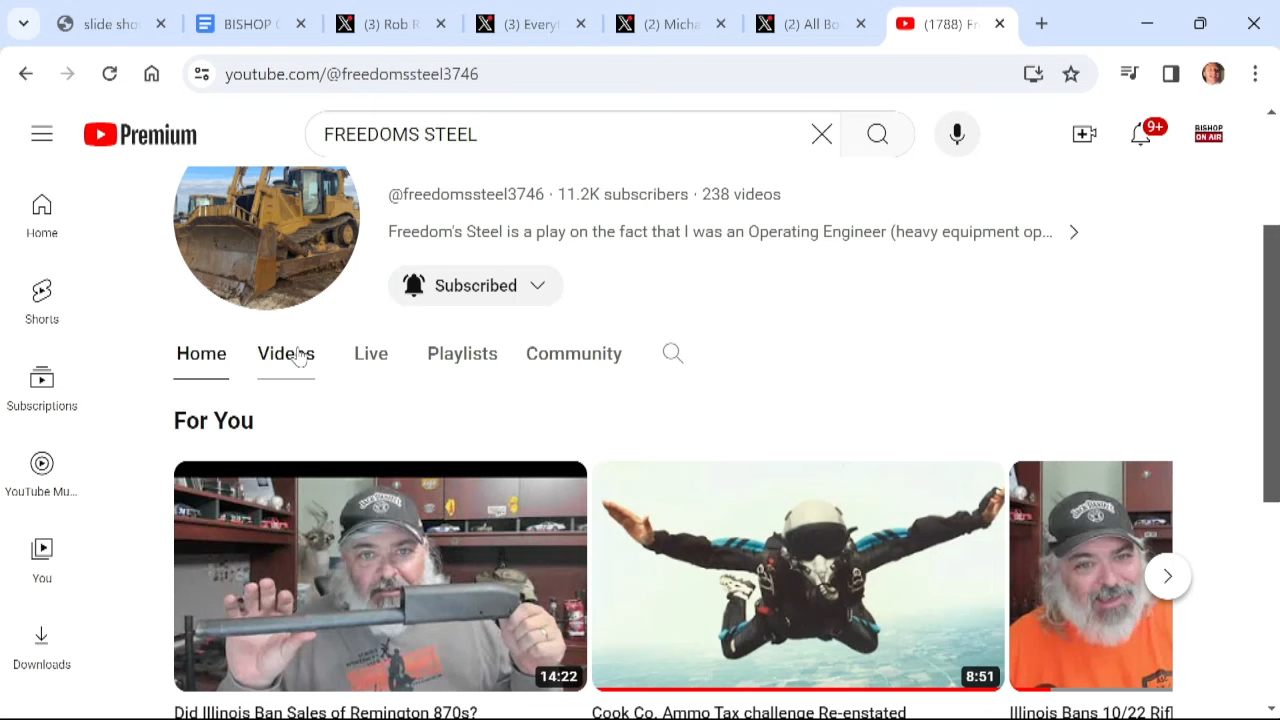 slide sho
BISHOP
(3) Rob R
(3) Every
(2) Micha
(2) All Bo
(1788) Fr
youtube.com/@freedomssteel3746
Premium
FREEDOMS STEEL
9+
BISHOP
ON AIR
@freedomssteel3746 · 11.2K subscribers · 238 videos
Freedom's Steel is a play on the fact that I was an Operating Engineer (heavy equipment op...
Subscribed
Home
Shorts
Subscriptions
YouTube Mu...
You
Downloads
Home Videos Live Playlists Community
For You
14:22
8:51
Did Illinois Ban Sales of Remington 870s?
Cook Co. Ammo Tax challenge Re-enstated
Illinois Bans 10/22 Rifl